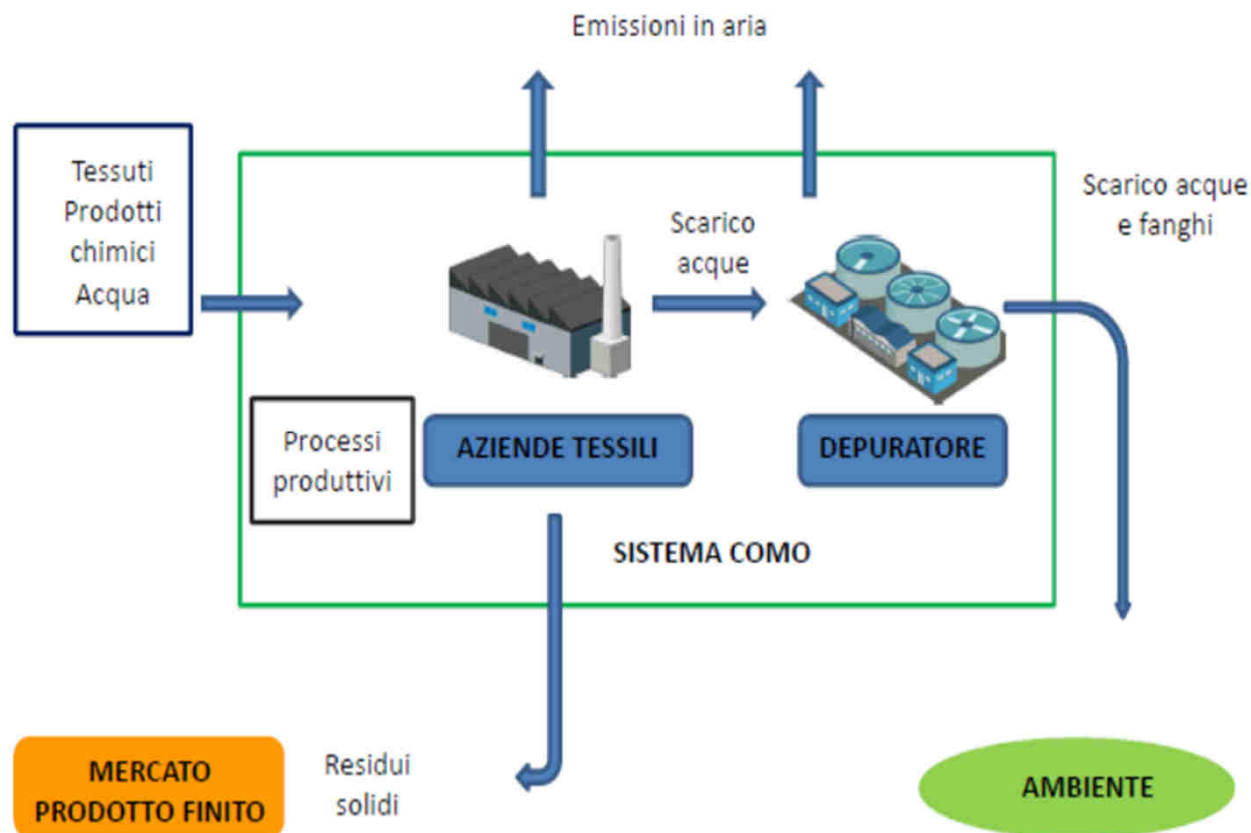 Emissioni in aria
Tessuti
Prodotti
chimici
Acqua
Scarico
acque
Scarico acque
e fanghi
Processi
produttivi
AZIENDE TESSILI
DEPURATORE
SISTEMA COMO
MERCATO
PRODOTTO FINITO
Residui
solidi
AMBIENTE